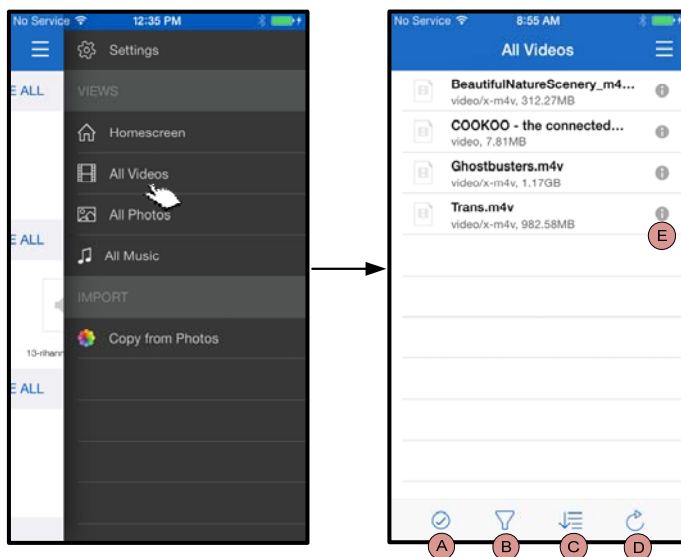 No Service 12:35 PM
Settings
E ALL
VIEWS
Homescreen
All Videos
All Photos
E ALL
All Music
IMPORT
Copy from Photos
13-rihann
E ALL
No Service 8:55 AM
All Videos
BeautifulNatureScenery_m4...
video/x-m4v, 312.27MB
COOKOO - the connected...
video, 7.81MB
Ghostbusters.m4v
video/x-m4v, 1.17GB
Trans.m4v
video/x-m4v, 982.58MB
E
A
B
C
D